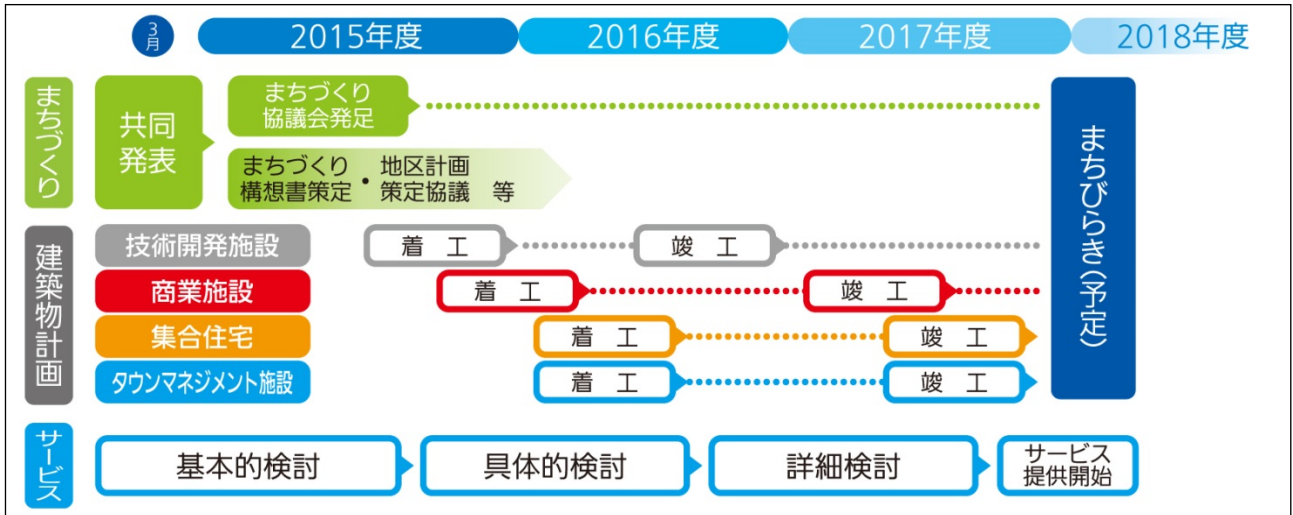 3月 2015年度 2016年度 2017年度 2018年度
まちづくり
共同
発表
まちづくり
協議会発足
まちづくり
構想書策定
・
地区計画
策定協議 等
建築物計画
技術開発施設 着工 竣工
商業施設 着工 竣工
集合住宅 着工 竣工
タウンマネジメント施設 着工 竣工
まちびらき(予定)
サービス
基本的検討 具体的検討 詳細検討
サービス
提供開始